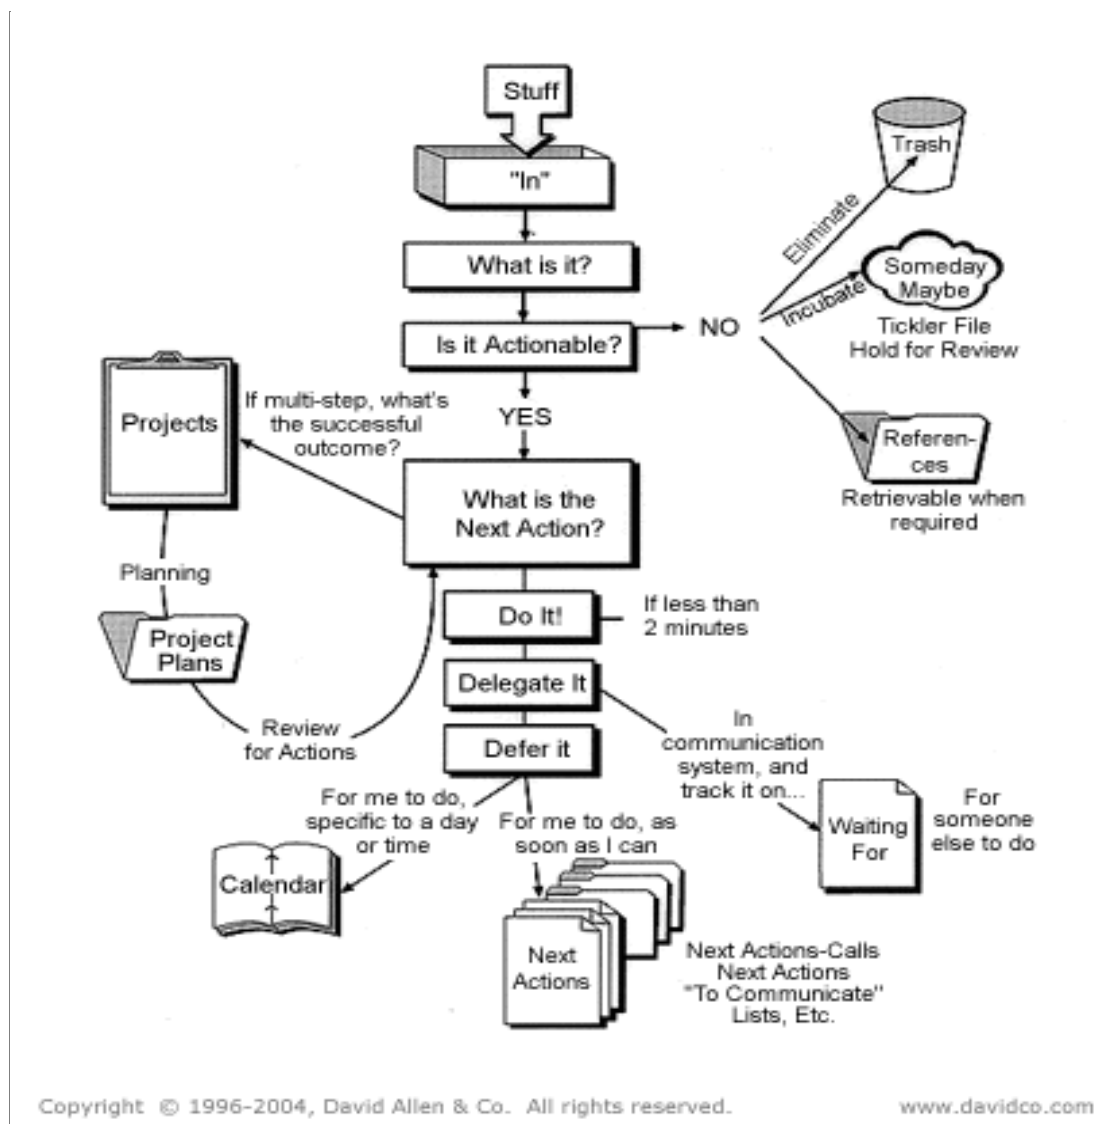 Stuff
"In"
What is it?
Is it Actionable?
NO
Eliminate
Trash
Incubate
Someday
Maybe
Tickler File
Hold for Review
Referen-
ces
Retrievable when
required
YES
What is the
Next Action?
If multi-step, what's
the successful
outcome?
Projects
Planning
Project
Plans
Review
for Actions
Do It!
If less than
2 minutes
Delegate It
In
communication
system, and
track it on...
Waiting
For
For
someone
else to do
Defer it
For me to do,
specific to a day
or time
Calendar
For me to do, as
soon as I can
Next
Actions
Next Actions-Calls
Next Actions
"To Communicate"
Lists, Etc.
Copyright © 1996-2004, David Allen & Co. All rights reserved.
www.davidco.com